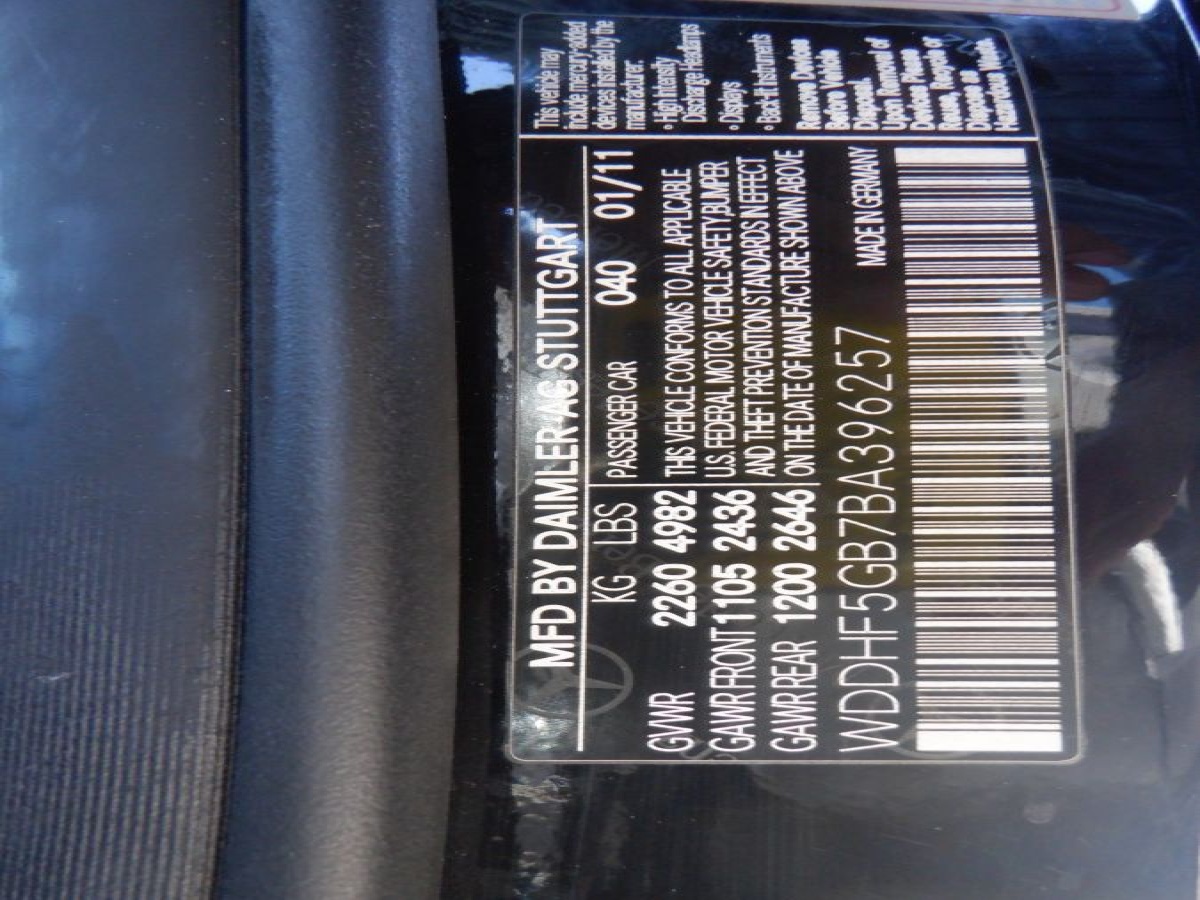 MFD BY DAIMLER-AG STUTTGART
KG LBS PASSENGER CAR 040 01/11
GVWR 2260 4982
GAWR FRONT 1105 2436
GAWR REAR 1200 2646
THIS VEHICLE CONFORMS TO ALL APPLICABLE
U.S. FEDERAL MOTOR VEHICLE SAFETY,BUMPER
AND THEFT PREVENTION STANDARDS IN EFFECT
ON THE DATE OF MANUFACTURE SHOWN ABOVE
WDDHF5GB7BA396257 MADE IN GERMANY
This vehicle may
include mercury-added
devices installed by the
manufacturer:
• High Intensity
Discharge Headlamps
• Displays
• Back-lit Instruments
Remove Devices
Before Vehicle
Disposal.
Upon Removal of
Devices Please
Reuse, Recycle or
Dispose as
Hazardous Waste.